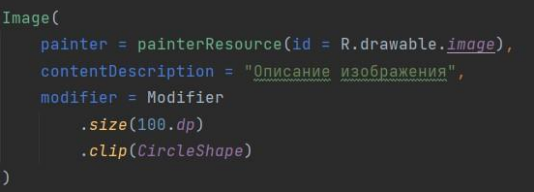 Image(
    painter = painterResource(id = R.drawable.image),
    contentDescription = "Описание изображения",
    modifier = Modifier
        .size(100.dp)
        .clip(CircleShape)
)